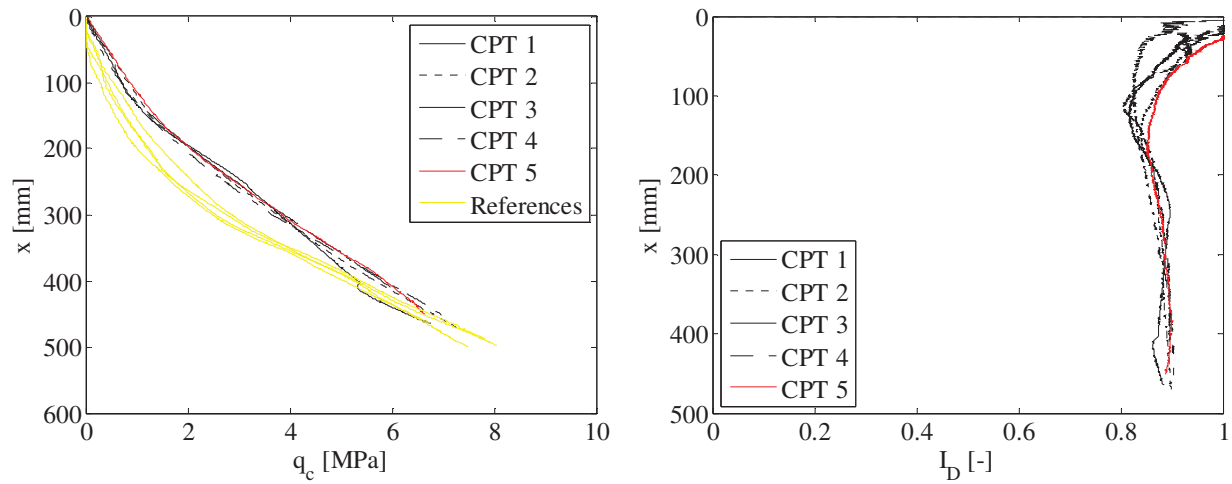 0
100
200
300
400
500
600
x [mm]
0 2 4 6 8 10
q_c [MPa]
CPT 1
CPT 2
CPT 3
CPT 4
CPT 5
References
0
100
200
300
400
500
x [mm]
0 0.2 0.4 0.6 0.8 1
I_D [-]
CPT 1
CPT 2
CPT 3
CPT 4
CPT 5